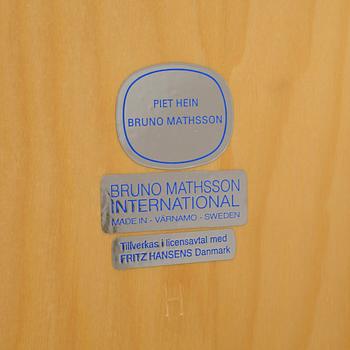 PIET HEIN
BRUNO MATHSSON
BRUNO MATHSSON
INTERNATIONAL
MADE IN - VÄRNAMO - SWEDEN
Tillverkas i licensavtal med
FRITZ HANSENS Danmark
H